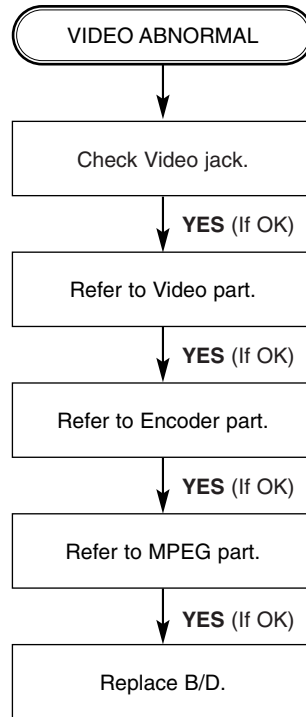 VIDEO ABNORMAL
Check Video jack.
YES (If OK)
Refer to Video part.
YES (If OK)
Refer to Encoder part.
YES (If OK)
Refer to MPEG part.
YES (If OK)
Replace B/D.